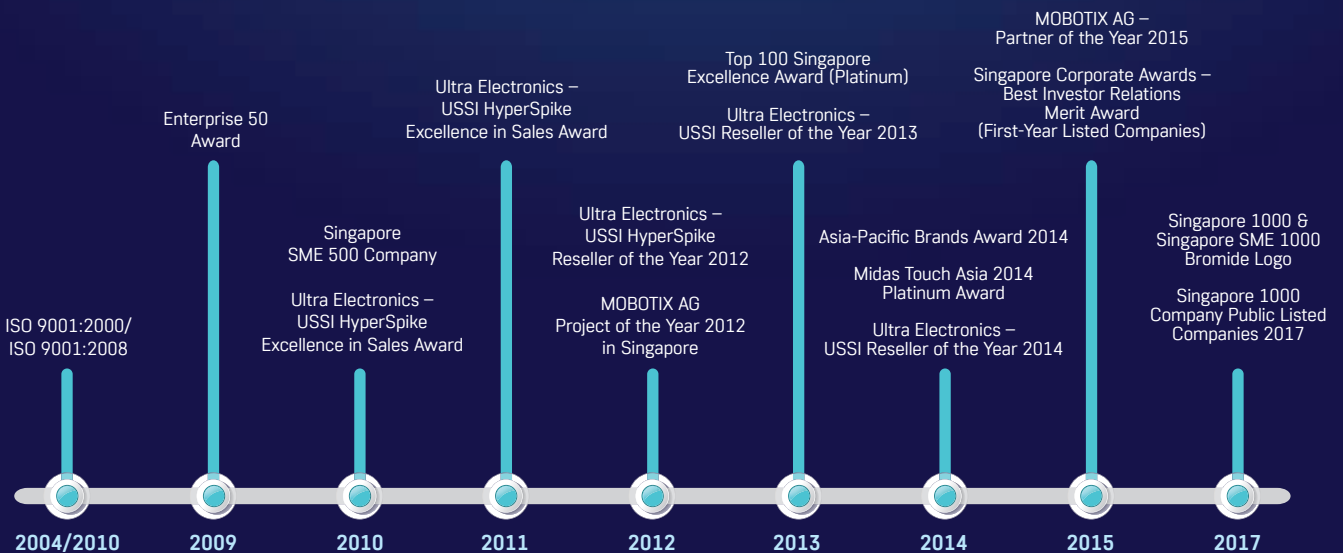 ISO 9001:2000/
ISO 9001:2008
2004/2010
Enterprise 50
Award
2009
Singapore
SME 500 Company
Ultra Electronics –
USSI HyperSpike
Excellence in Sales Award
2010
Ultra Electronics –
USSI HyperSpike
Excellence in Sales Award
2011
Ultra Electronics –
USSI HyperSpike
Reseller of the Year 2012
MOBOTIX AG
Project of the Year 2012
in Singapore
2012
Top 100 Singapore
Excellence Award (Platinum)
Ultra Electronics –
USSI Reseller of the Year 2013
2013
Asia-Pacific Brands Award 2014
Midas Touch Asia 2014
Platinum Award
Ultra Electronics –
USSI Reseller of the Year 2014
2014
MOBOTIX AG –
Partner of the Year 2015
Singapore Corporate Awards –
Best Investor Relations
Merit Award
(First-Year Listed Companies)
2015
Singapore 1000 &
Singapore SME 1000
Bromide Logo
Singapore 1000
Company Public Listed
Companies 2017
2017